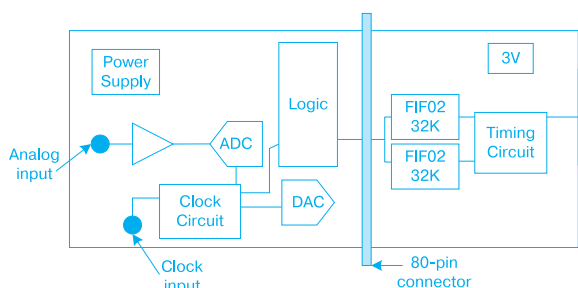 Power
Supply
3V
Logic
FIF02
32K
Timing
Circuit
ADC
FIF02
32K
Analog
input
Clock
Circuit
DAC
Clock
input
80-pin
connector